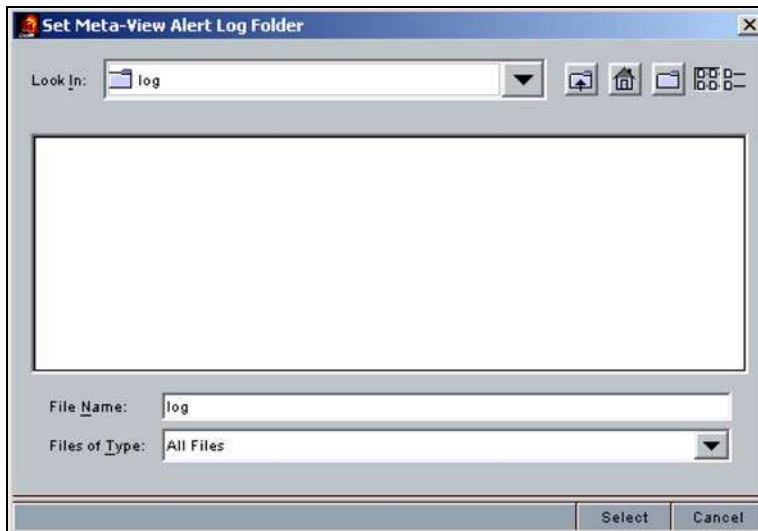 Set Meta-View Alert Log Folder
Look In: log
File Name: log
Files of Type: All Files
Select Cancel